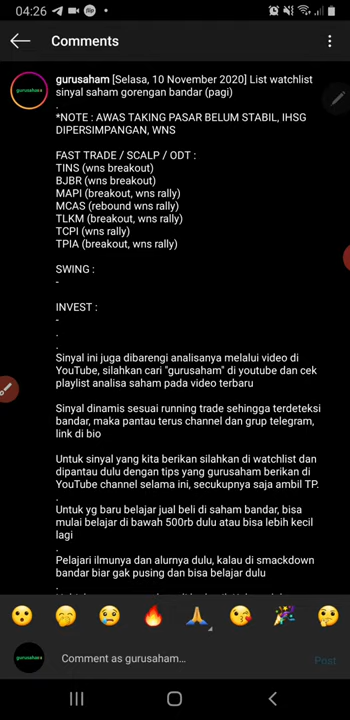 04:26
Comments
gurusaham [Selasa, 10 November 2020] List watchlist
sinyal saham gorengan bandar (pagi)
.
*NOTE : AWAS TAKING PASAR BELUM STABIL, IHSG
DIPERSIMPANGAN, WNS
FAST TRADE / SCALP / ODT :
TINS (wns breakout)
BJBR (wns breakout)
MAPI (breakout, wns rally)
MCAS (rebound wns rally)
TLKM (breakout, wns rally)
TCPI (wns rally)
TPIA (breakout, wns rally)
SWING :
-
INVEST :
-
.
.
Sinyal ini juga dibarengi analisanya melalui video di
YouTube, silahkan cari "gurusaham" di youtube dan cek
playlist analisa saham pada video terbaru
Sinyal dinamis sesuai running trade sehingga terdeteksi
bandar, maka pantau terus channel dan grup telegram,
link di bio
Untuk sinyal yang kita berikan silahkan di watchlist dan
dipantau dulu dengan tips yang gurusaham berikan di
YouTube channel selama ini, secukupnya saja ambil TP.
.
Untuk yg baru belajar jual beli di saham bandar, bisa
mulai belajar di bawah 500rb dulu atau bisa lebih kecil
lagi
.
Pelajari ilmunya dan alurnya dulu, kalau di smackdown
bandar biar gak pusing dan bisa belajar dulu
.
Comment as gurusaham...
Post